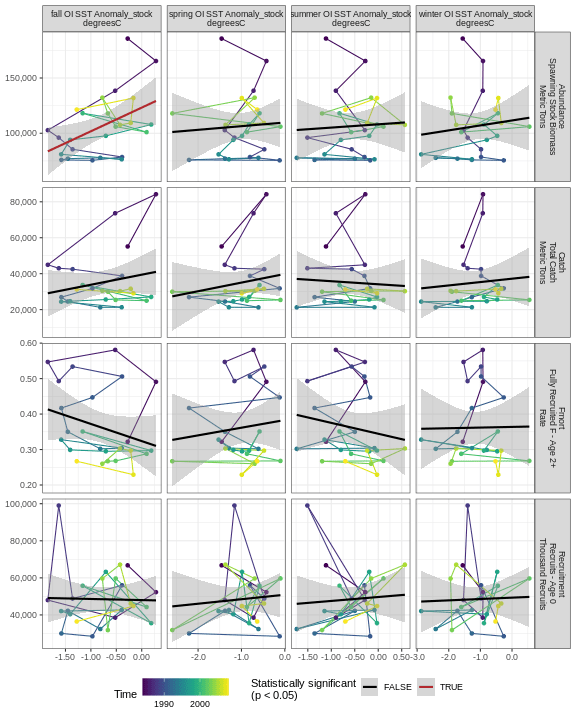 fall OI SST Anomaly_stock
degreesC
spring OI SST Anomaly_stock
degreesC
summer OI SST Anomaly_stock
degreesC
winter OI SST Anomaly_stock
degreesC
150,000
100,000
Abundance
Spawning Stock Biomass
Metric Tons
80,000
60,000
40,000
20,000
Catch
Total Catch
Metric Tons
0.60
0.50
0.40
0.30
0.20
Fmort
Fully Recruited F - Age 2+
Rate
100,000
80,000
60,000
40,000
Recruitment
Recruits - Age 0
Thousand Recruits
-1.50 -1.00 -0.50 0.00
-2.0 -1.0 0.0
-1.50 -1.00 -0.50 0.00 0.50
-3.0 -2.0 -1.0 0.0
Time
1990 2000
Statistically significant
(p < 0.05)
FALSE
TRUE